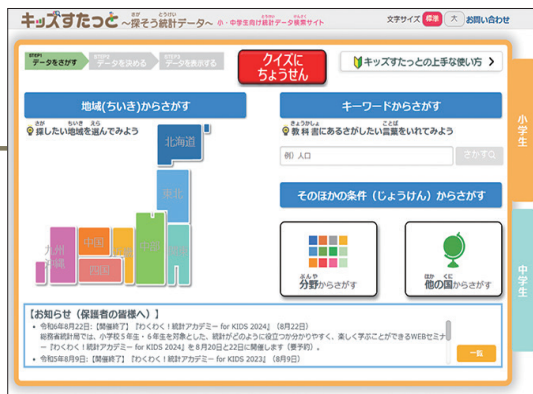 キッズすたっと ～探そう統計データ～ 小・中学生向け統計データ検索サイト
文字サイズ 標準 大 お問い合わせ
STEP1 データをさがす STEP2 データを決める STEP3 データを表示する
クイズにちょうせん
キッズすたっとの上手な使い方
小学生
中学生
地域(ちいき)からさがす
探したい地域を選んでみよう
北海道
東北
中部
中国
四国
九州
沖縄
キーワードからさがす
教科書にあるさがしたい言葉をいれてみよう
例）人口
さがす
そのほかの条件（じょうけん）からさがす
分野からさがす
他の国からさがす
【お知らせ（保護者の皆様へ）】
令和6年8月22日:【開催終了】『わくわく！統計アカデミー for KIDS 2024』（8月22日）
総務省統計局では、小学校5年生・6年生を対象とした、統計がどのように役立つか分かりやすく、楽しく学ぶことができるWEBセミナ
ー『わくわく！統計アカデミー for KIDS 2024』を8月20日と22日に開催します（要予約）。
令和5年8月9日:【開催終了】『わくわく！統計アカデミー for KIDS 2023』（8月9日）
一覧